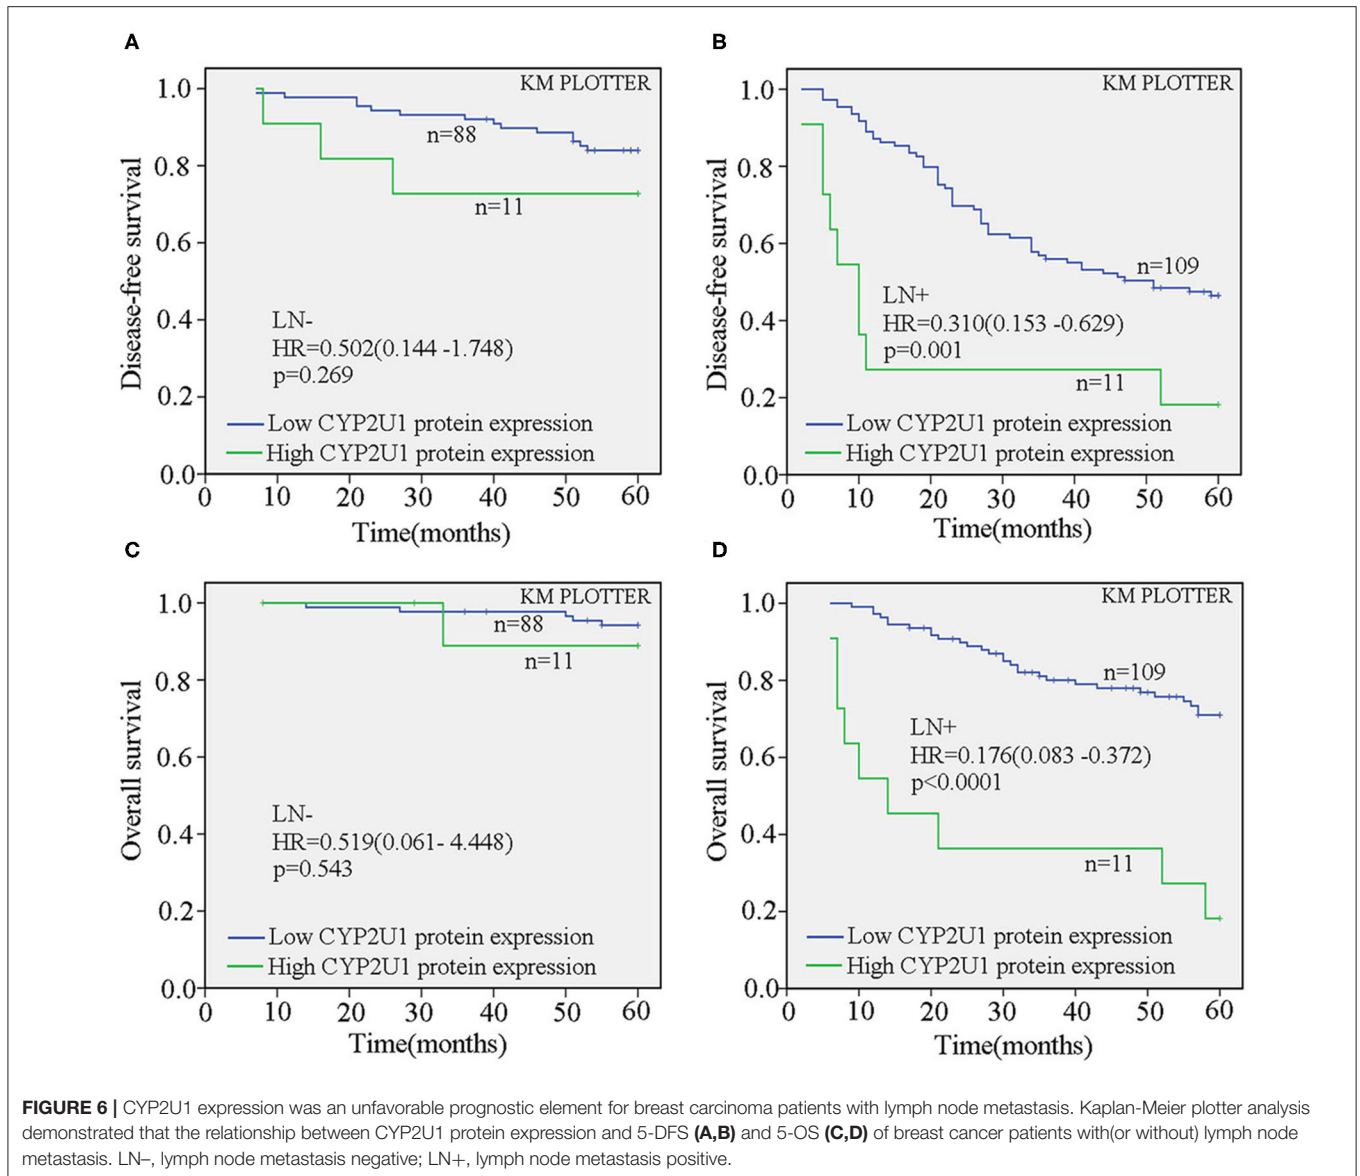 A
KM PLOTTER
1.0
0.8
0.6
0.4
0.2
0.0
Disease-free survival
n=88
n=11
LN-
HR=0.502(0.144 -1.748)
p=0.269
Low CYP2U1 protein expression
High CYP2U1 protein expression
0 10 20 30 40 50 60
Time(months)
B
KM PLOTTER
1.0
0.8
0.6
0.4
0.2
0.0
Disease-free survival
n=109
LN+
HR=0.310(0.153 -0.629)
p=0.001
n=11
Low CYP2U1 protein expression
High CYP2U1 protein expression
0 10 20 30 40 50 60
Time(months)
C
KM PLOTTER
1.0
0.8
0.6
0.4
0.2
0.0
Overall survival
n=88
n=11
LN-
HR=0.519(0.061- 4.448)
p=0.543
Low CYP2U1 protein expression
High CYP2U1 protein expression
0 10 20 30 40 50 60
Time(months)
D
KM PLOTTER
1.0
0.8
0.6
0.4
0.2
0.0
Overall survival
n=109
LN+
HR=0.176(0.083 -0.372)
p<0.0001
n=11
Low CYP2U1 protein expression
High CYP2U1 protein expression
0 10 20 30 40 50 60
Time(months)
FIGURE 6 | CYP2U1 expression was an unfavorable prognostic element for breast carcinoma patients with lymph node metastasis. Kaplan-Meier plotter analysis
demonstrated that the relationship between CYP2U1 protein expression and 5-DFS (A,B) and 5-OS (C,D) of breast cancer patients with(or without) lymph node
metastasis. LN–, lymph node metastasis negative; LN+, lymph node metastasis positive.